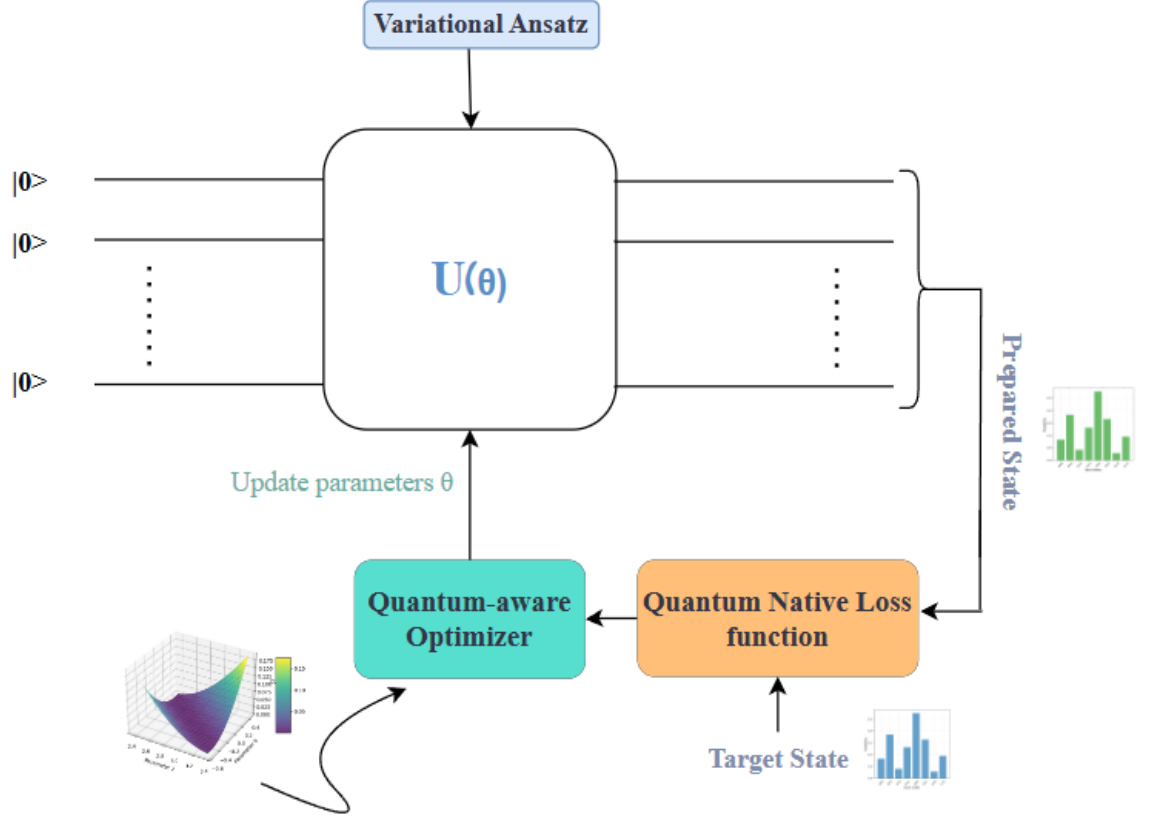 Variational Ansatz
|0>
|0>
U(θ)
|0>
Prepared State
Update parameters θ
Quantum-aware
Optimizer
Quantum Native Loss
function
Target State